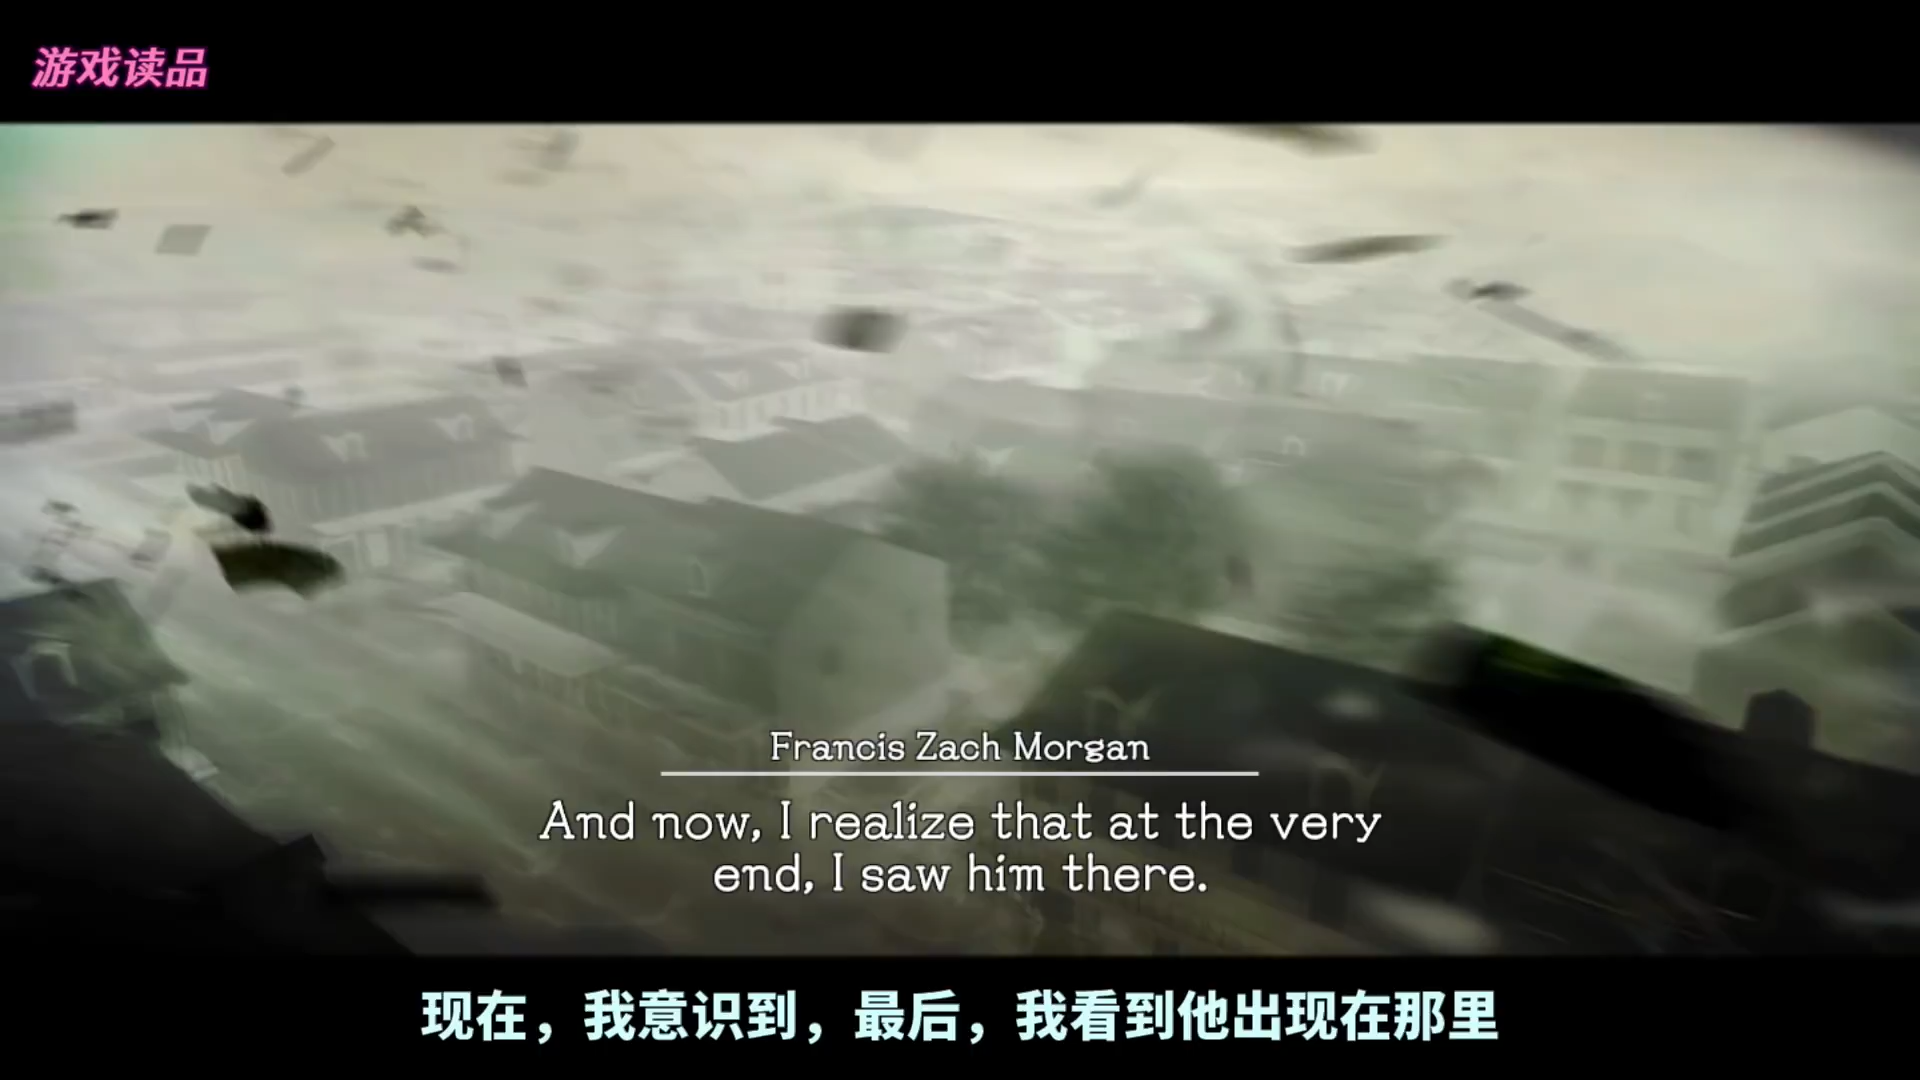 游戏读品
Francis Zach Morgan
And now, I realize that at the very
end, I saw him there.
现在，我意识到，最后，我看到他出现在那里